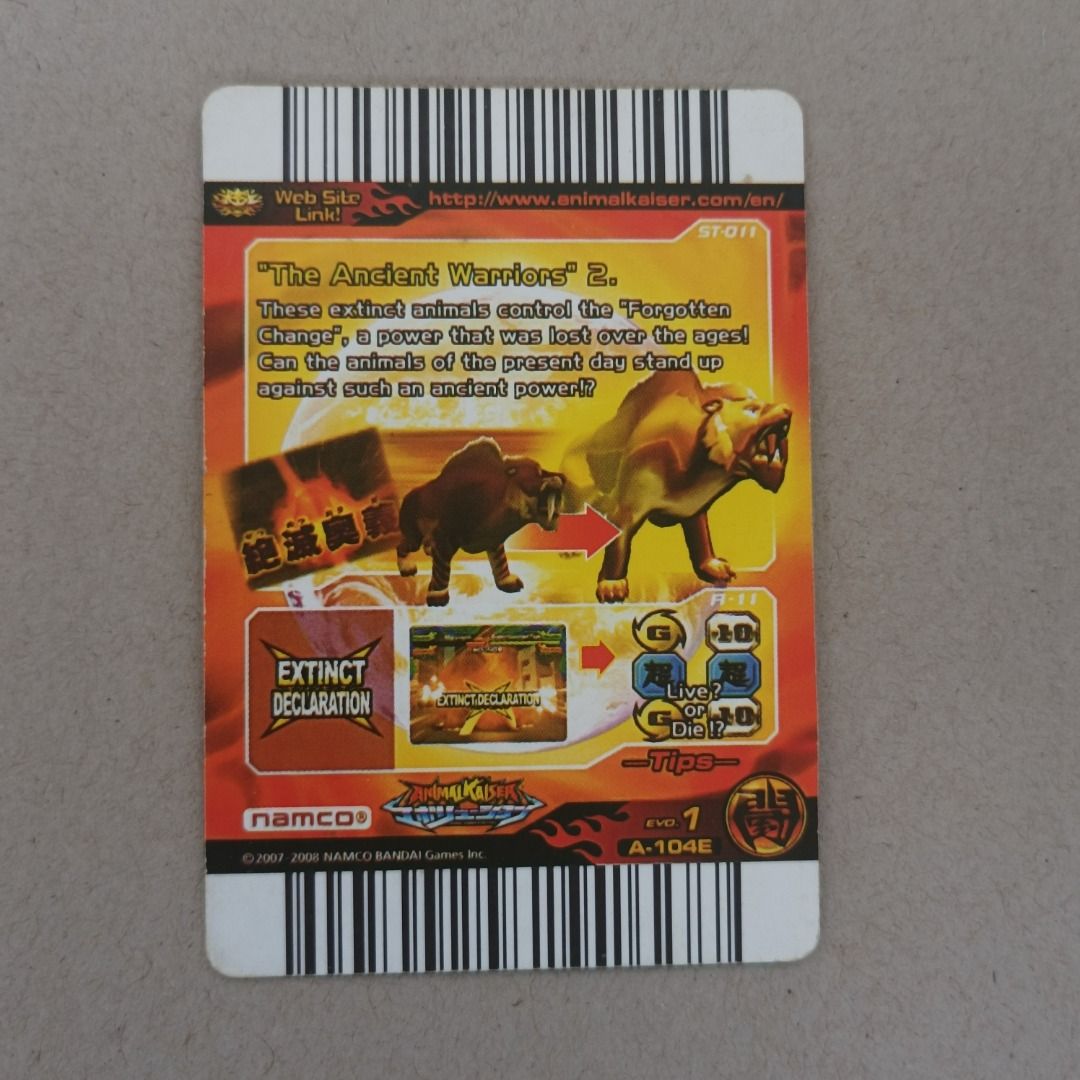 Web Site
Link!
http://www.animalkaiser.com/en/
ST-011
"The Ancient Warriors" 2.
These extinct animals control the "Forgotten
Change", a power that was lost over the ages!
Can the animals of the present day stand up
against such an ancient power!?
絶滅奥義
A-11
EXTINCT
DECLARATION
EXTINCT DECLARATION
G
-10
超
超
Live?
or
Die!?
G
-10
Tips
ANIMAL KAISER
namco®
EVO.1
闘
A-104E
©2007-2008 NAMCO BANDAI Games Inc.